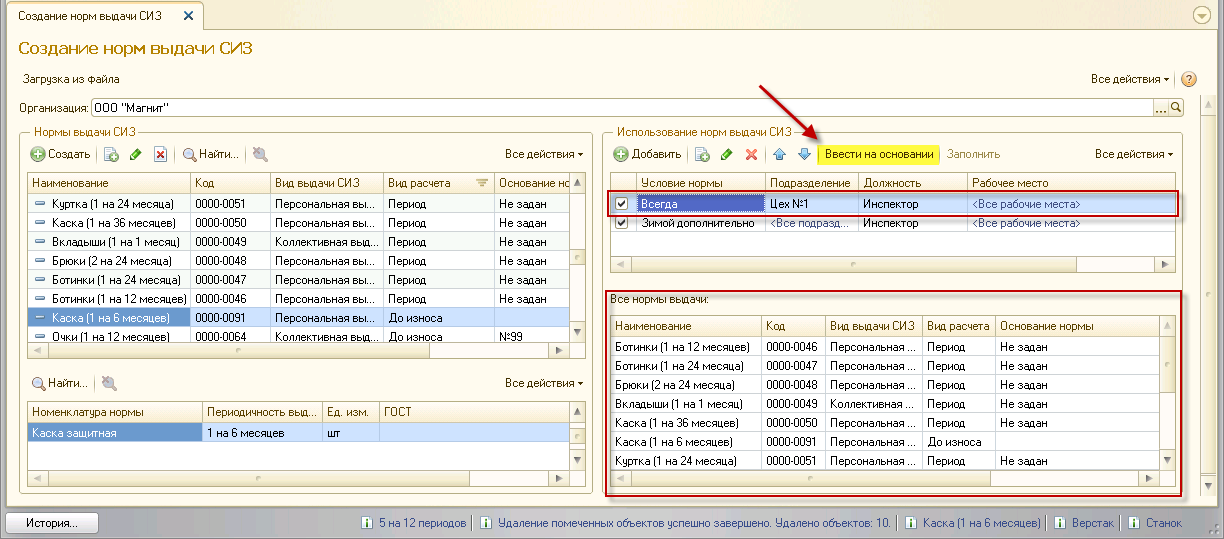 Создание норм выдачи СИЗ
Создание норм выдачи СИЗ
Загрузка из файла
Все действия
Организация: ООО "Магнит"
Нормы выдачи СИЗ
Создать Найти... Все действия
Наименование Код Вид выдачи СИЗ Вид расчета Основание но
Куртка (1 на 24 месяца) 0000-0051 Персональная вы... Период Не задан
Каска (1 на 36 месяцев) 0000-0050 Персональная вы... Период Не задан
Вкладыши (1 на 1 месяц) 0000-0049 Коллективная выд... Период Не задан
Брюки (2 на 24 месяца) 0000-0048 Персональная вы... Период Не задан
Ботинки (1 на 24 месяца) 0000-0047 Персональная вы... Период Не задан
Ботинки (1 на 12 месяцев) 0000-0046 Персональная вы... Период Не задан
Каска (1 на 6 месяцев) 0000-0091 Персональная вы... До износа
Очки (1 на 12 месяцев) 0000-0064 Коллективная выд... До износа №99
Найти... Все действия
Номенклатура нормы Периодичность выд... Ед. изм. ГОСТ
Каска защитная 1 на 6 месяцев шт
Использование норм выдачи СИЗ
Добавить Ввести на основании Заполнить Все действия
Условие нормы Подразделение Должность Рабочее место
Всегда Цех №1 Инспектор <Все рабочие места>
Зимой дополнительно <Все подразд... Инспектор <Все рабочие места>
Все нормы выдачи:
Наименование Код Вид выдачи СИЗ Вид расчета Основание нормы
Ботинки (1 на 12 месяцев) 0000-0046 Персональная ... Период Не задан
Ботинки (1 на 24 месяца) 0000-0047 Персональная ... Период Не задан
Брюки (2 на 24 месяца) 0000-0048 Персональная ... Период Не задан
Вкладыши (1 на 1 месяц) 0000-0049 Коллективная ... Период Не задан
Каска (1 на 36 месяцев) 0000-0050 Персональная ... Период Не задан
Каска (1 на 6 месяцев) 0000-0091 Персональная ... До износа
Куртка (1 на 24 месяца) 0000-0051 Персональная ... Период Не задан
История... 5 на 12 периодов Удаление помеченных объектов успешно завершено. Удалено объектов: 10. Каска (1 на 6 месяцев) Верстак Станок